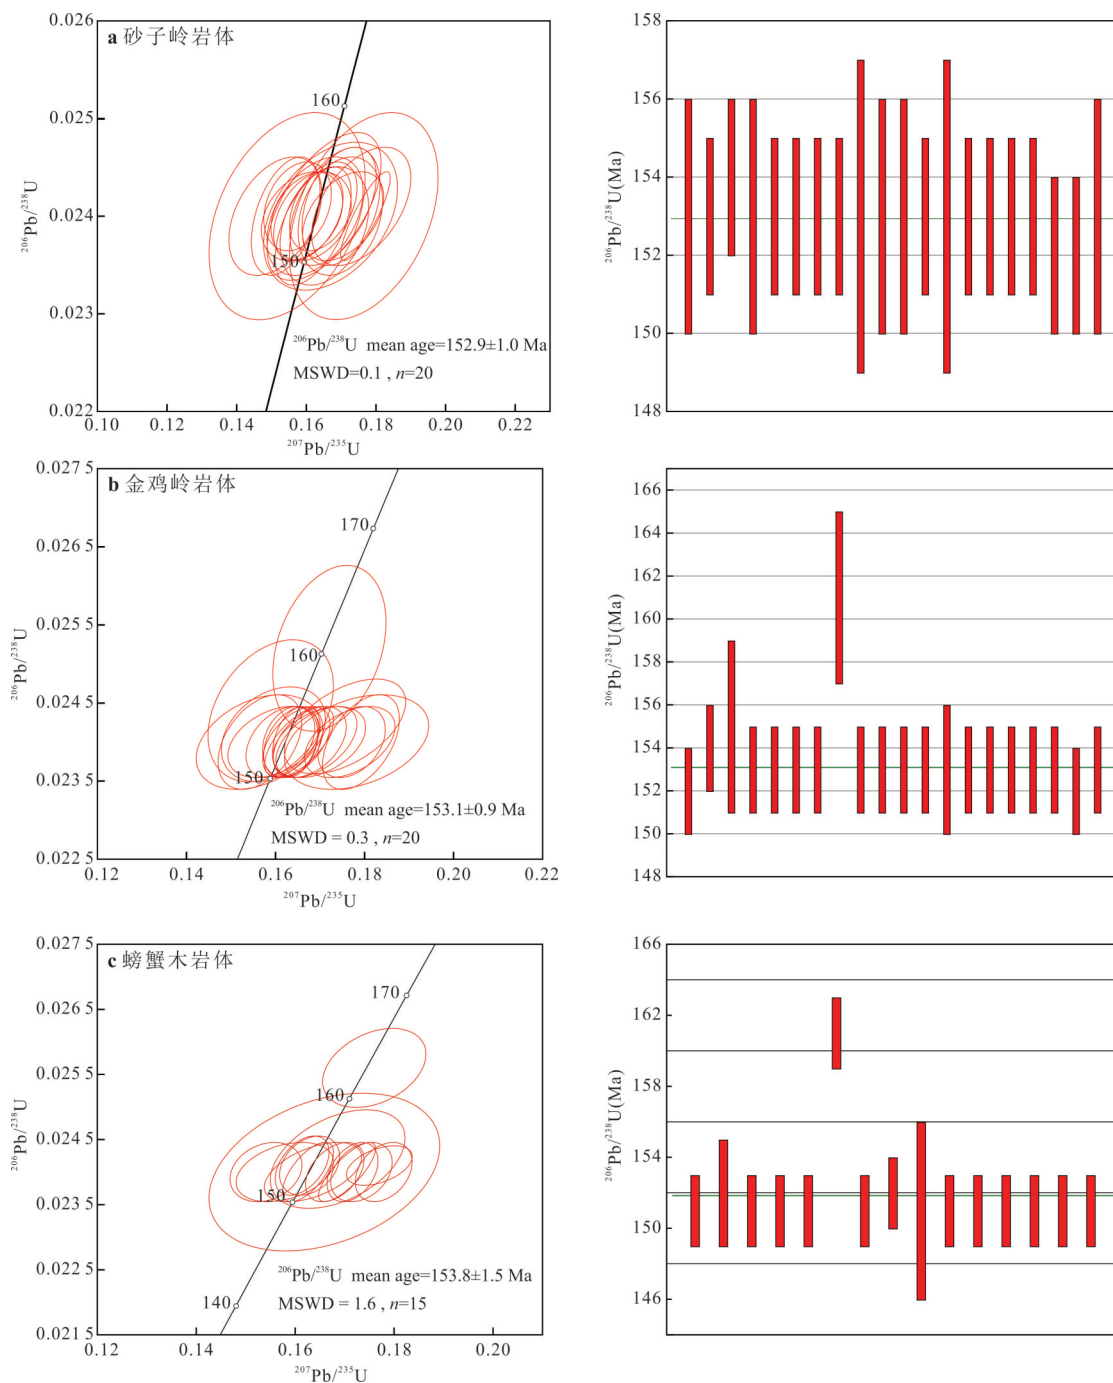 a 砂子岭岩体
0.026
0.025
0.024
0.023
0.022
160
150
²⁰⁶Pb/²³⁸U
²⁰⁶Pb/²³⁸U mean age=152.9±1.0 Ma
MSWD=0.1 , n=20
0.10 0.12 0.14 0.16 0.18 0.20 0.22
²⁰⁷Pb/²³⁵U
158
156
154
152
150
148
²⁰⁶Pb/²³⁸U(Ma)
b 金鸡岭岩体
0.027 5
0.026 5
0.025 5
0.024 5
0.023 5
0.022 5
170
160
150
²⁰⁶Pb/²³⁸U
²⁰⁶Pb/²³⁸U mean age=153.1±0.9 Ma
MSWD = 0.3 , n=20
0.12 0.14 0.16 0.18 0.20 0.22
²⁰⁷Pb/²³⁵U
166
164
162
160
158
156
154
152
150
148
²⁰⁶Pb/²³⁸U(Ma)
c 螃蟹木岩体
0.027 5
0.026 5
0.025 5
0.024 5
0.023 5
0.022 5
0.021 5
170
160
150
140
²⁰⁶Pb/²³⁸U
²⁰⁶Pb/²³⁸U mean age=153.8±1.5 Ma
MSWD = 1.6 , n=15
0.12 0.14 0.16 0.18 0.20
²⁰⁷Pb/²³⁵U
166
162
158
154
150
146
²⁰⁶Pb/²³⁸U(Ma)